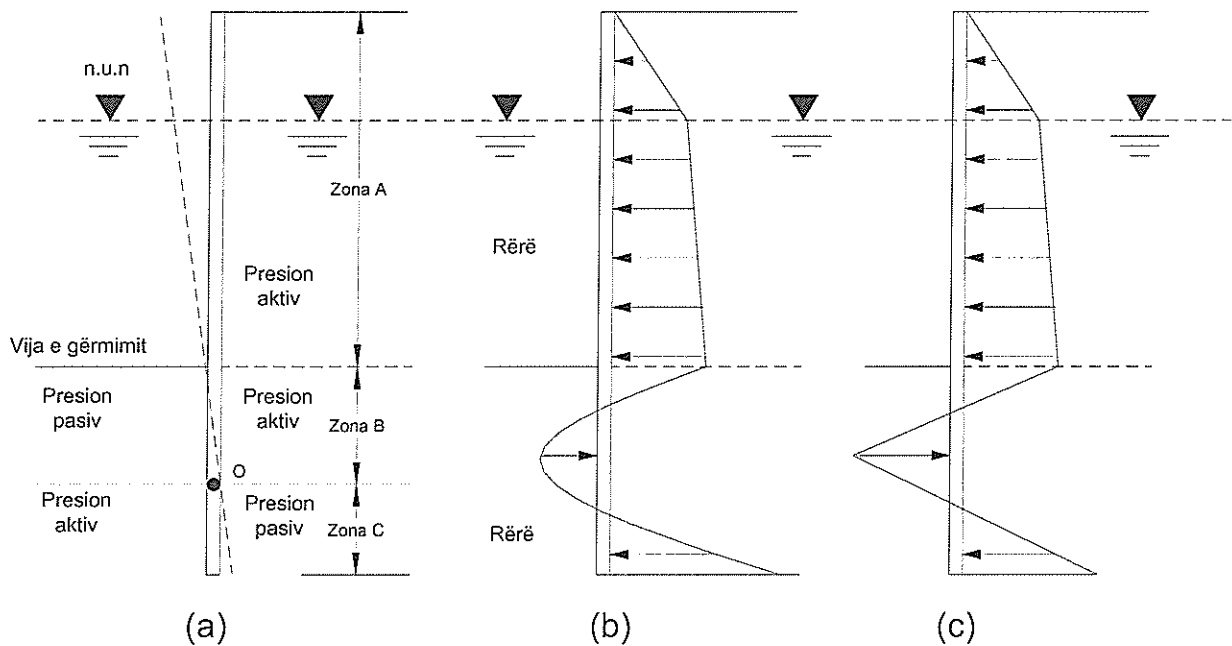 n.u.n
Zona A
Presion
aktiv
Vija e gërmimit
Presion
pasiv
Presion
aktiv
Zona B
O
Presion
aktiv
Presion
pasiv
Zona C
(a)
Rërë
Rërë
(b)
(c)